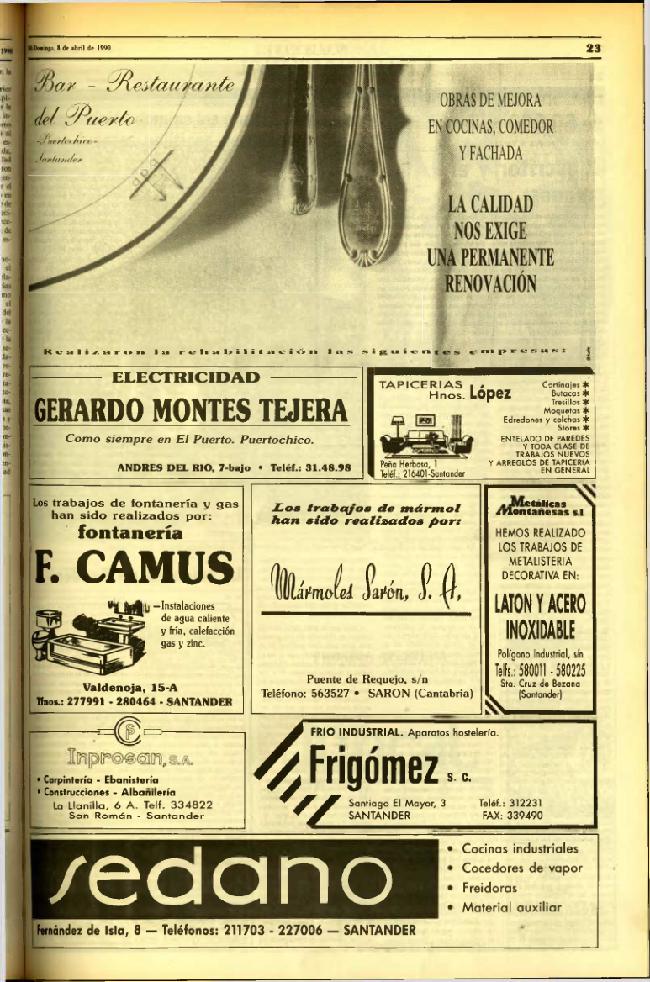 Domingo, 8 de abril de 1990
23
Bar - Restaurante
del Puerto
-Puertochico-
Santander
OBRAS DE MEJORA
EN COCINAS, COMEDOR
Y FACHADA
LA CALIDAD
NOS EXIGE
UNA PERMANENTE
RENOVACIÓN
Realizaron la rehabilitación las siguientes empresas:
ELECTRICIDAD
GERARDO MONTES TEJERA
Como siempre en El Puerto. Puertochico.
ANDRES DEL RIO, 7-bajo • Teléf.: 31.48.98
TAPICERIAS
Hnos. López
Cortinajes *
Butacas *
Tresillos *
Moquetas *
Edredones y colchas *
Stores *
ENTELADO DE PAREDES
Y TODA CLASE DE
TRABAJOS NUEVOS
Y ARREGLOS DE TAPICERIA
EN GENERAL
Peña Herbosa, 1
Teléf.: 216401-Santander
Los trabajos de fontanería y gas
han sido realizados por:
fontanería
F. CAMUS
—Instalaciones
de agua caliente
y fria, calefacción
gas y zinc.
Valdenoja, 15-A
Tfnos.: 277991 - 280464 - SANTANDER
Los trabajos de mármol
han sido realizados por:
Mármoles Sarón, S. A.
Puente de Requejo, s/n
Teléfono: 563527 • SARON (Cantabria)
Metálicas
Montañesas s.l
HEMOS REALIZADO
LOS TRABAJOS DE
METALISTERIA
DECORATIVA EN:
LATON Y ACERO
INOXIDABLE
Polígono Industrial, s/n
Telfs.: 580011 - 580225
Sta. Cruz de Bezana
(Santander)
Inprosan, S.A.
• Carpintería - Ebanistería
• Construcciones - Albañilería
La Llanilla, 6 A. Telf. 334822
San Román - Santander
FRIO INDUSTRIAL. Aparatos hostelería.
Frigómez s. c.
Santiago El Mayor, 3
SANTANDER
Teléf.: 312231
FAX: 339490
sedano
• Cocinas industriales
• Cocedores de vapor
• Freidoras
• Material auxiliar
Fernández de Isla, 8 — Teléfonos: 211703 - 227006 — SANTANDER